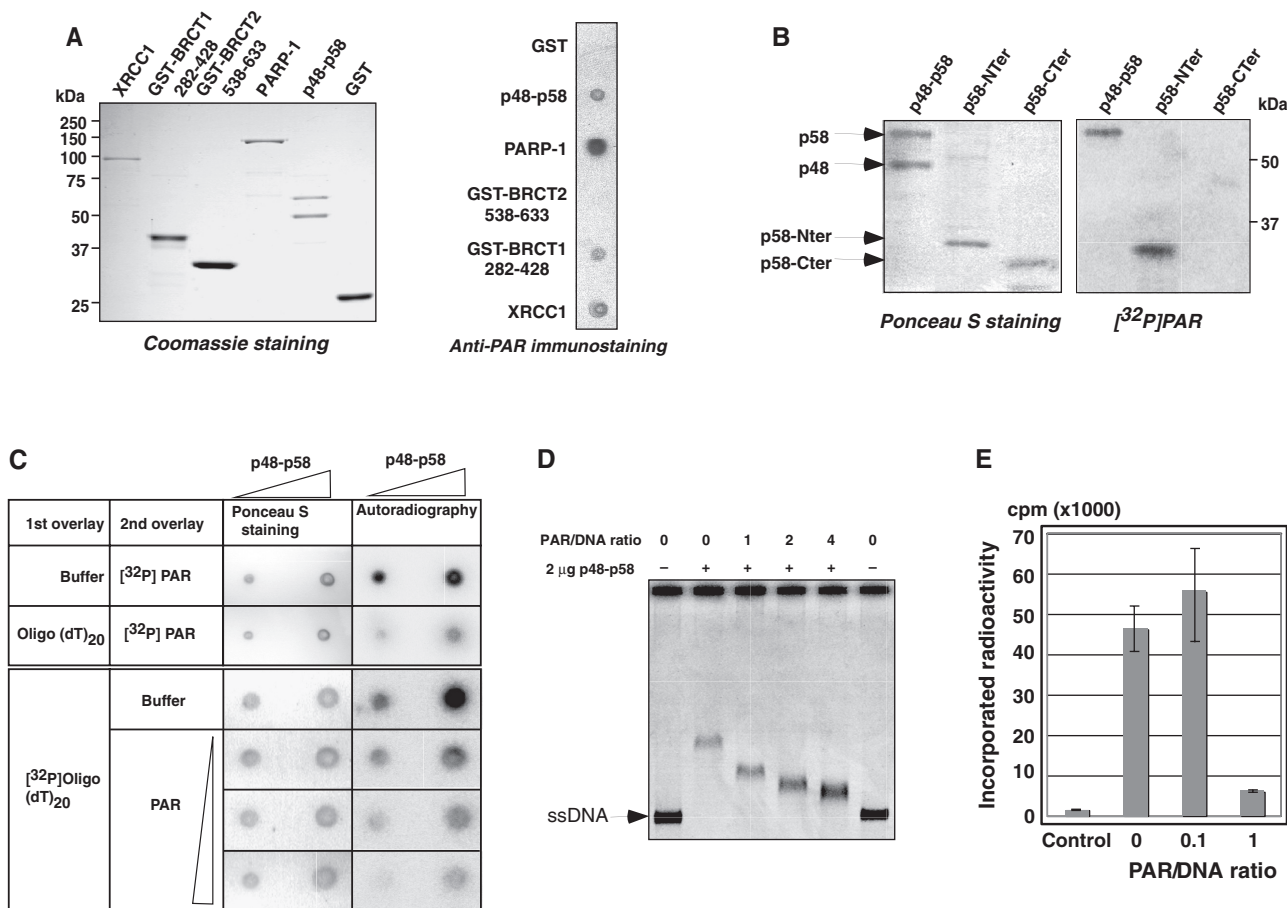 A
XRCC1
GST-BRCT1
282-428
GST-BRCT2
538-633
PARP-1
p48-p58
GST
kDa
250
150
100
75
50
37
25
Coomassie staining
GST
p48-p58
PARP-1
GST-BRCT2
538-633
GST-BRCT1
282-428
XRCC1
Anti-PAR immunostaining
B
p48-p58
p58-NTer
p58-CTer
p48-p58
p58-NTer
p58-CTer
kDa
p58
p48
p58-Nter
p58-Cter
50
37
Ponceau S staining
[32P]PAR
C
p48-p58
p48-p58
1st overlay
2nd overlay
Ponceau S
staining
Autoradiography
Buffer
[32P] PAR
Oligo (dT)20
[32P] PAR
Buffer
[32P]Oligo
(dT)20
PAR
D
PAR/DNA ratio 0 0 1 2 4 0
2 μg p48-p58 – + + + + –
ssDNA
E
cpm (x1000)
Incorporated radioactivity
70
60
50
40
30
20
10
0
Control 0 0.1 1
PAR/DNA ratio